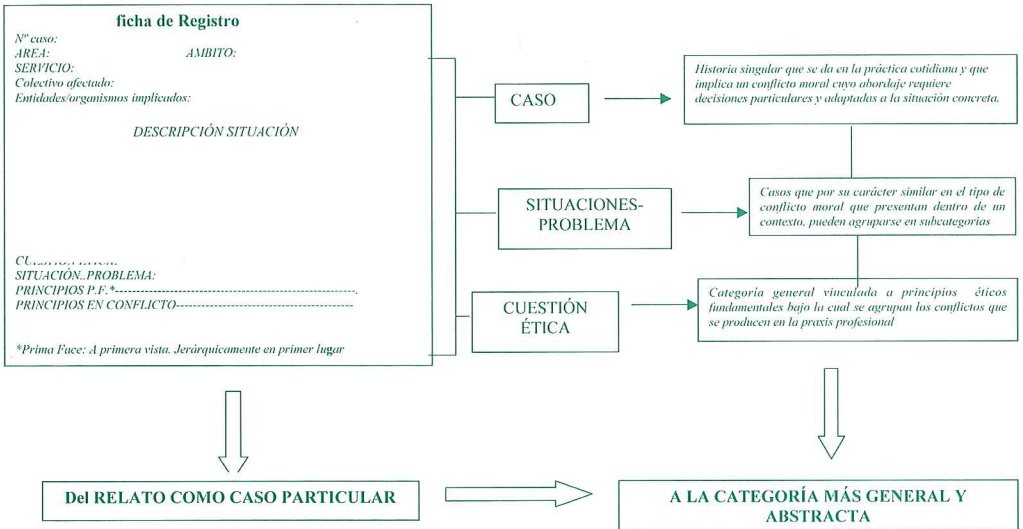 ficha de Registro
Nº caso:
AREA: AMBITO:
SERVICIO:
Colectivo afectado:
Entidades/organismos implicados:
DESCRIPCIÓN SITUACIÓN
SITUACIÓN..PROBLEMA:
PRINCIPIOS P.F.*--------------------------------------------------.
PRINCIPIOS EN CONFLICTO------------------------------------
*Prima Face: A primera vista. Jerárquicamente en primer lugar
CASO
Historia singular que se da en la práctica cotidiana y que
implica un conflicto moral cuyo abordaje requiere
decisiones particulares y adaptadas a la situación concreta.
SITUACIONES-
PROBLEMA
Casos que por su carácter similar en el tipo de
conflicto moral que presentan dentro de un
contexto, pueden agruparse en subcategorias
CUESTIÓN
ÉTICA
Categoría general vinculada a principios éticos
fundamentales bajo la cual se agrupan los conflictos que
se producen en la praxis profesional
Del RELATO COMO CASO PARTICULAR
A LA CATEGORÍA MÁS GENERAL Y
ABSTRACTA